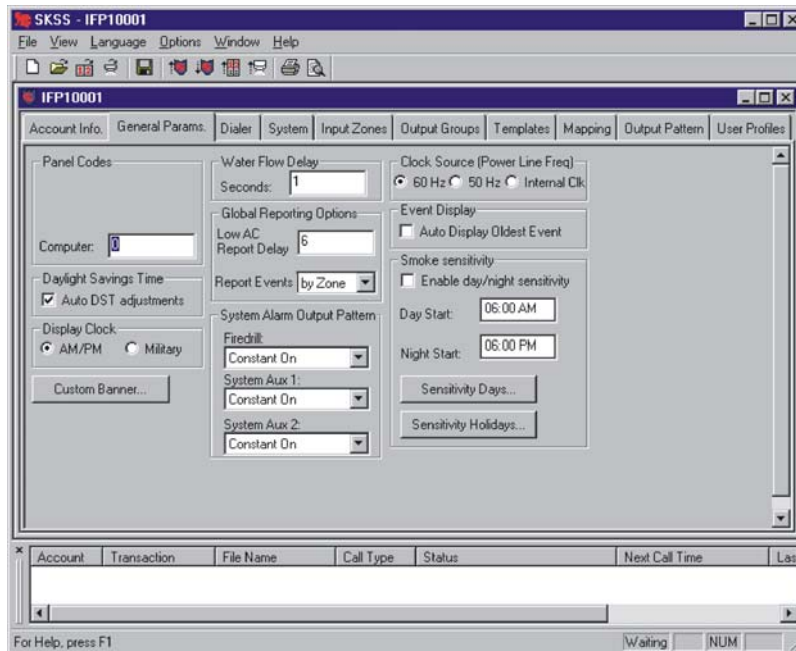 SKSS - IFP10001
File View Language Options Window Help
IFP10001
Account Info. General Params. Dialer System Input Zones Output Groups Templates Mapping Output Pattern User Profiles
Panel Codes
Computer: 0
Daylight Savings Time
Auto DST adjustments
Display Clock
AM/PM Military
Custom Banner...
Water Flow Delay
Seconds: 1
Global Reporting Options
Low AC
Report Delay 6
Report Events by Zone
System Alarm Output Pattern
Firedrill:
Constant On
System Aux 1:
Constant On
System Aux 2:
Constant On
Clock Source (Power Line Freq)
60 Hz 50 Hz Internal Clk
Event Display
Auto Display Oldest Event
Smoke sensitivity
Enable day/night sensitivity
Day Start: 06:00 AM
Night Start: 06:00 PM
Sensitivity Days...
Sensitivity Holidays...
Account Transaction File Name Call Type Status Next Call Time Las
For Help, press F1 Waiting NUM